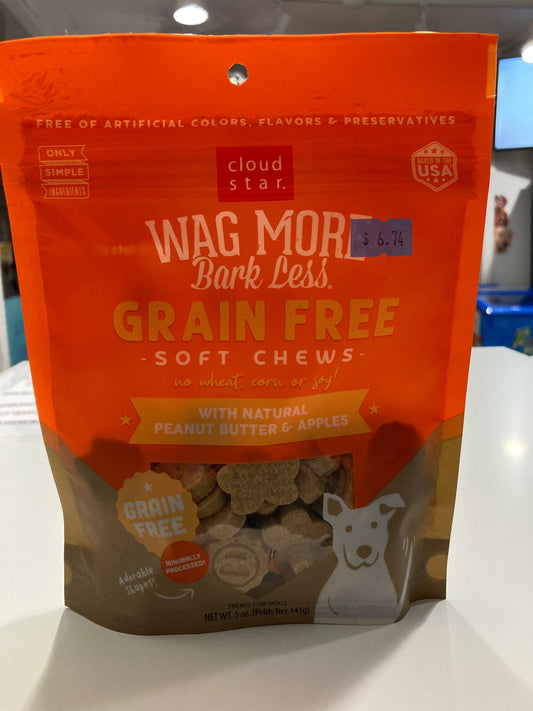 FREE OF ARTIFICIAL COLORS, FLAVORS & PRESERVATIVES
ONLY
SIMPLE
INGREDIENTS
cloud
star.
BAKED IN THE
USA
WAG MORE
$ 6.74
Bark Less®
GRAIN FREE
- SOFT CHEWS -
no wheat, corn or soy!
WITH NATURAL
PEANUT BUTTER & APPLES
GRAIN
FREE
MINIMALLY
PROCESSED!
Adorable
Shapes!
TREATS FOR DOGS
NET WT. 5 oz. (Poids Net 141g)